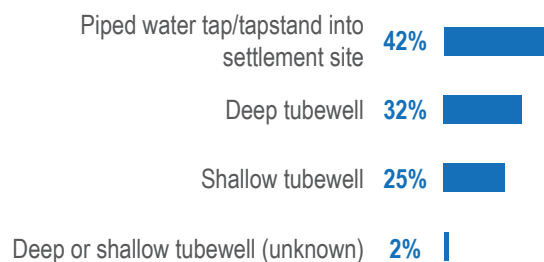 Piped water tap/tapstand into
settlement site 42%
Deep tubewell 32%
Shallow tubewell 25%
Deep or shallow tubewell (unknown) 2%